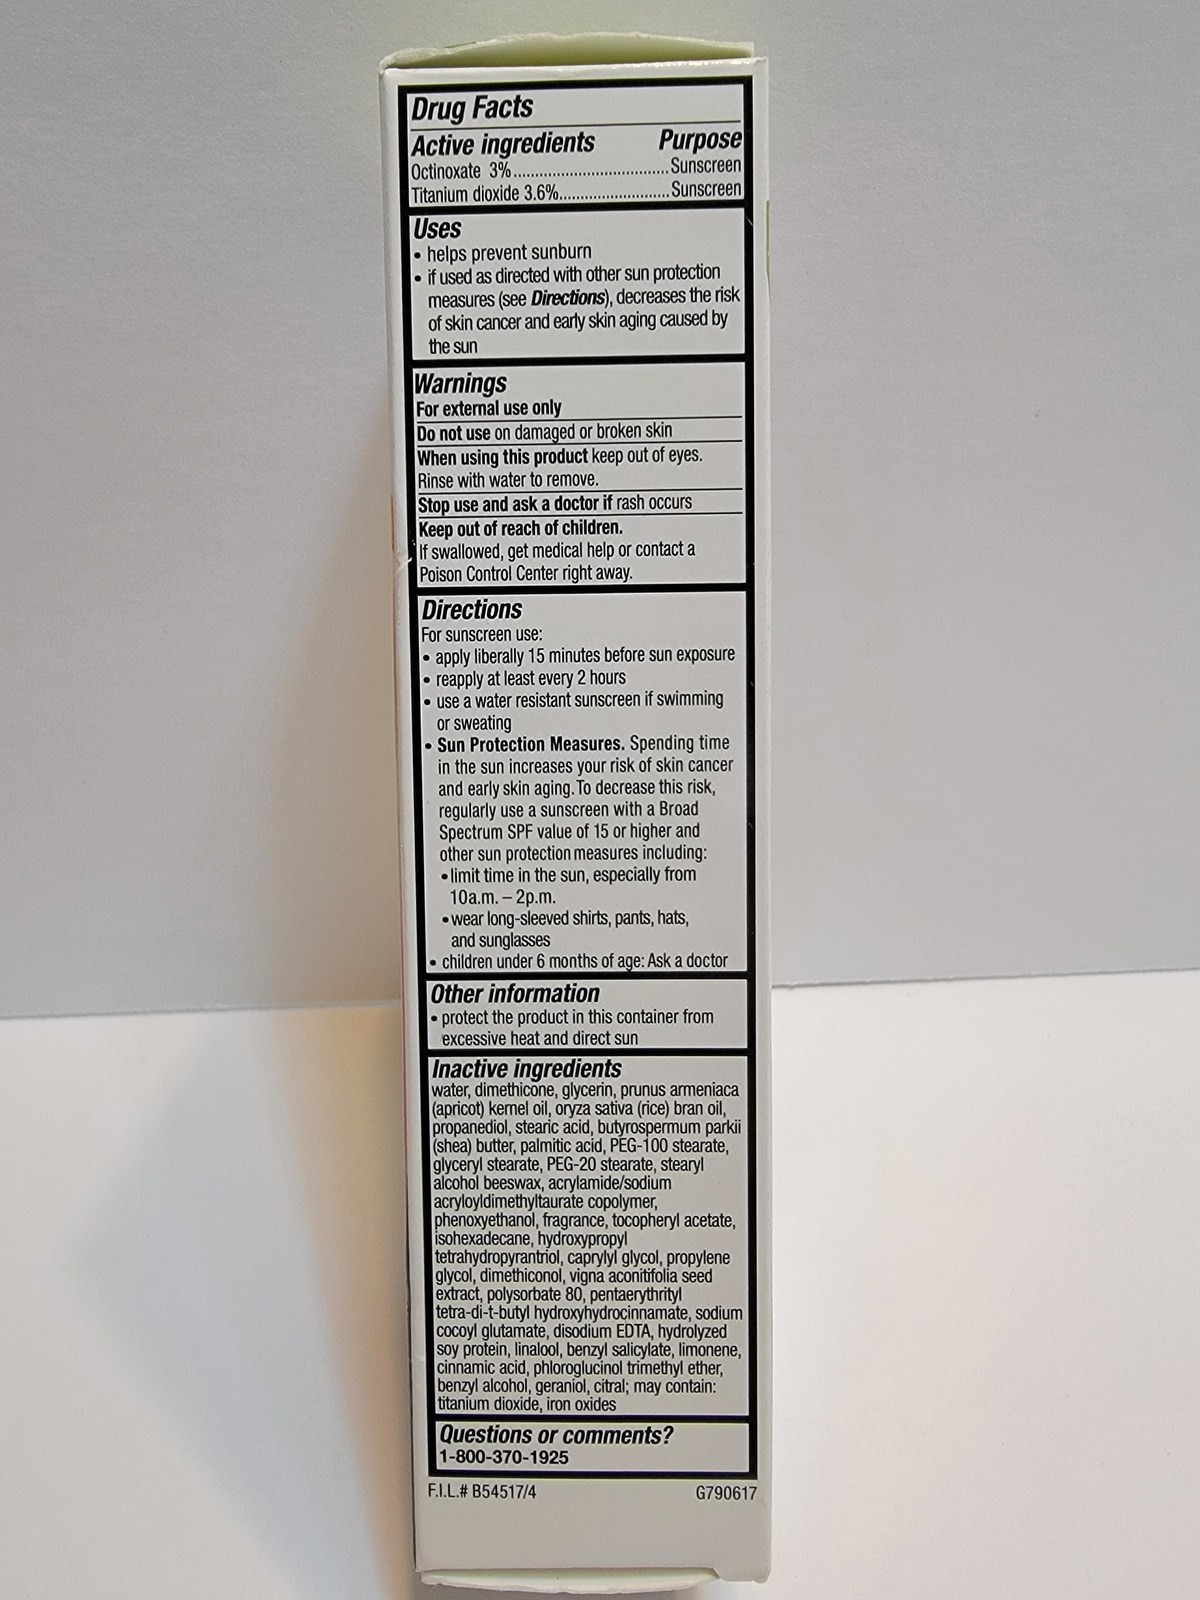 Drug Facts
Active ingredients Purpose
Octinoxate 3%....................................Sunscreen
Titanium dioxide 3.6%.........................Sunscreen
Uses
• helps prevent sunburn
• if used as directed with other sun protection
measures (see Directions), decreases the risk
of skin cancer and early skin aging caused by
the sun
Warnings
For external use only
Do not use on damaged or broken skin
When using this product keep out of eyes.
Rinse with water to remove.
Stop use and ask a doctor if rash occurs
Keep out of reach of children.
If swallowed, get medical help or contact a
Poison Control Center right away.
Directions
For sunscreen use:
• apply liberally 15 minutes before sun exposure
• reapply at least every 2 hours
• use a water resistant sunscreen if swimming
or sweating
• Sun Protection Measures. Spending time
in the sun increases your risk of skin cancer
and early skin aging. To decrease this risk,
regularly use a sunscreen with a Broad
Spectrum SPF value of 15 or higher and
other sun protection measures including:
• limit time in the sun, especially from
10a.m. – 2p.m.
• wear long-sleeved shirts, pants, hats,
and sunglasses
• children under 6 months of age: Ask a doctor
Other information
• protect the product in this container from
excessive heat and direct sun
Inactive ingredients
water, dimethicone, glycerin, prunus armeniaca
(apricot) kernel oil, oryza sativa (rice) bran oil,
propanediol, stearic acid, butyrospermum parkii
(shea) butter, palmitic acid, PEG-100 stearate,
glyceryl stearate, PEG-20 stearate, stearyl
alcohol beeswax, acrylamide/sodium
acryloyldimethyltaurate copolymer,
phenoxyethanol, fragrance, tocopheryl acetate,
isohexadecane, hydroxypropyl
tetrahydropyrantriol, caprylyl glycol, propylene
glycol, dimethiconol, vigna aconitifolia seed
extract, polysorbate 80, pentaerythrityl
tetra-di-t-butyl hydroxyhydrocinnamate, sodium
cocoyl glutamate, disodium EDTA, hydrolyzed
soy protein, linalool, benzyl salicylate, limonene,
cinnamic acid, phloroglucinol trimethyl ether,
benzyl alcohol, geraniol, citral; may contain:
titanium dioxide, iron oxides
Questions or comments?
1-800-370-1925
F.I.L.# B54517/4 G790617